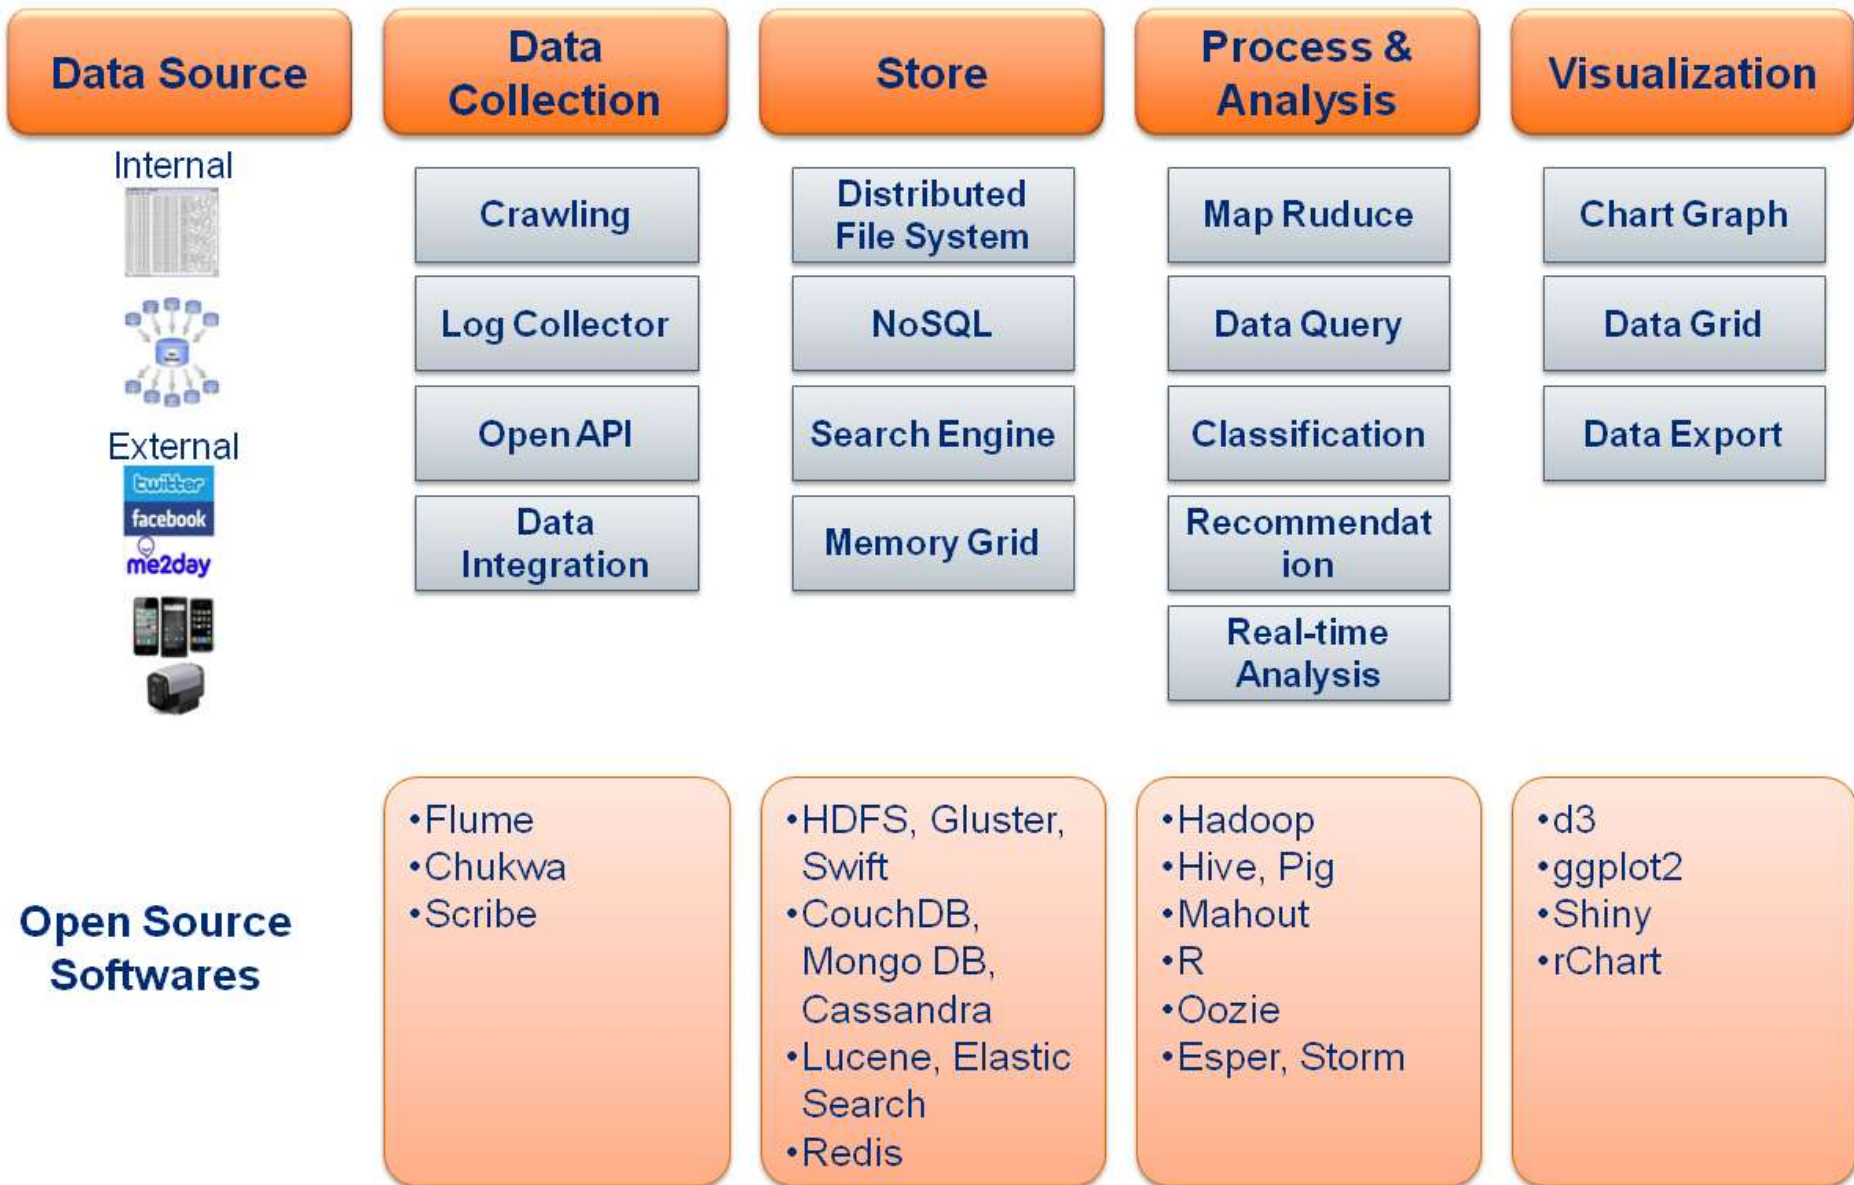 Data Source
Data
Collection
Store
Process &
Analysis
Visualization
Internal
External
twitter
facebook
me2day
Crawling
Log Collector
Open API
Data
Integration
Distributed
File System
NoSQL
Search Engine
Memory Grid
Map Ruduce
Data Query
Classification
Recommendat
ion
Real-time
Analysis
Chart Graph
Data Grid
Data Export
Open Source
Softwares
•Flume
•Chukwa
•Scribe
•HDFS, Gluster,
Swift
•CouchDB,
Mongo DB,
Cassandra
•Lucene, Elastic
Search
•Redis
•Hadoop
•Hive, Pig
•Mahout
•R
•Oozie
•Esper, Storm
•d3
•ggplot2
•Shiny
•rChart